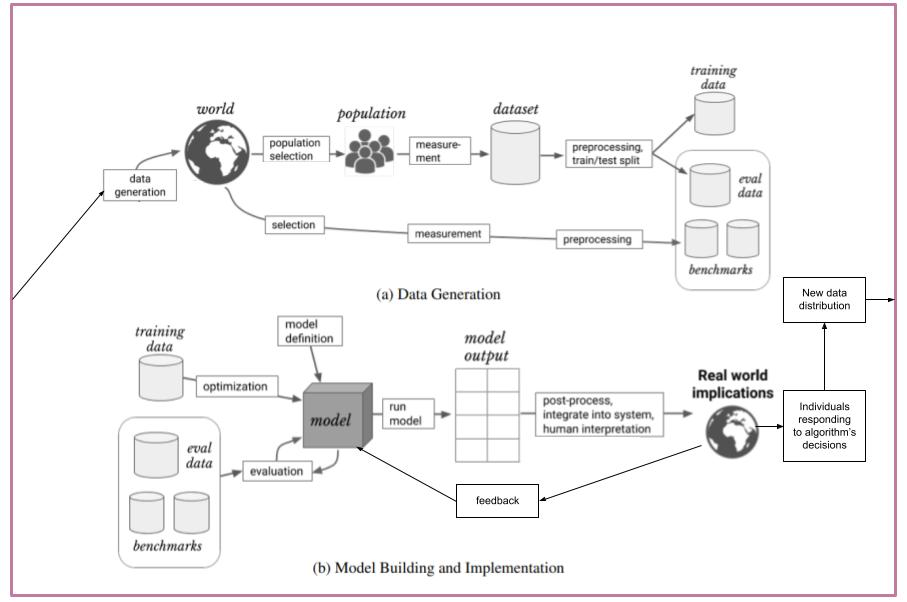 training
data
world
population
dataset
population
selection
measure-
ment
preprocessing,
train/test split
data
generation
eval
data
selection
measurement
preprocessing
benchmarks
(a) Data Generation
New data
distribution
training
data
model
definition
model
output
optimization
Real world
implications
model
run
model
post-process,
integrate into system,
human interpretation
Individuals
responding
to algorithm's
decisions
eval
data
evaluation
feedback
benchmarks
(b) Model Building and Implementation